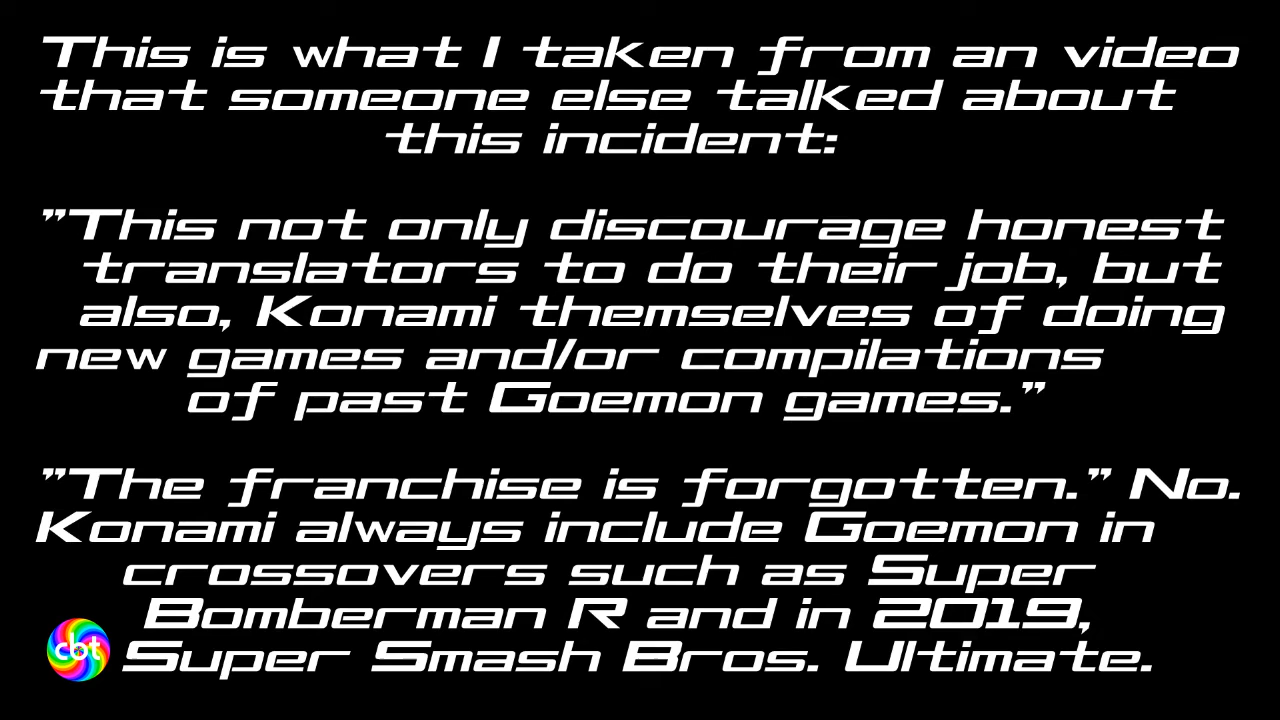 This is what I taken from an video
that someone else talked about
this incident:
"This not only discourage honest
translators to do their job, but
also, Konami themselves of doing
new games and/or compilations
of past Goemon games."
"The franchise is forgotten." No.
Konami always include Goemon in
crossovers such as Super
Bomberman R and in 2019,
Super Smash Bros. Ultimate.
cbt